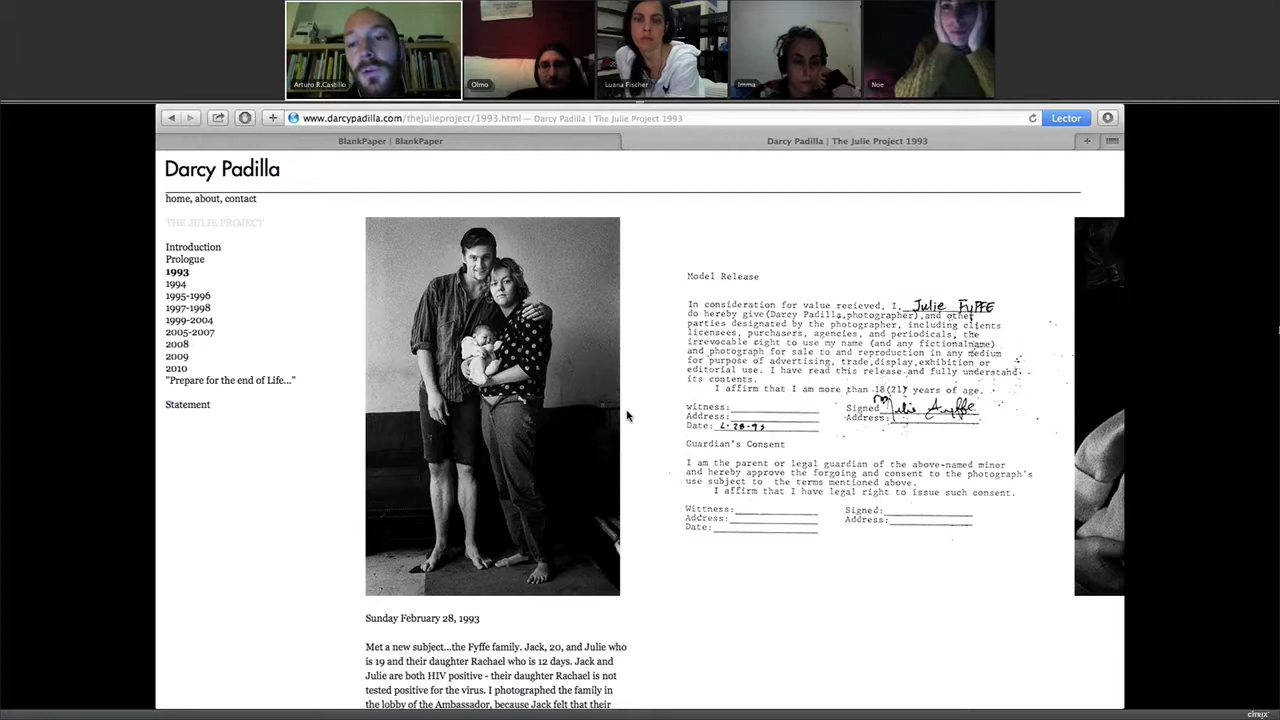 Arturo R.Castillo
Olmo
Luana Fischer
Imma
Noe
www.darcypadilla.com/thejulieproject/1993.html — Darcy Padilla | The Julie Project 1993
Lector
BlankPaper | BlankPaper
Darcy Padilla | The Julie Project 1993
Darcy Padilla
home, about, contact
THE JULIE PROJECT
Introduction
Prologue
1993
1994
1995-1996
1997-1998
1999-2004
2005-2007
2008
2009
2010
"Prepare for the end of Life..."
Statement
Model Release
In consideration for value recieved, I, Julie FyFFE
do hereby give(Darcy Padilla,photographer),and other
parties designated by the photographer, including clients
licensees, purchasers, agencies, and periodicals, the
irrevocable right to use my name (and any fictionalname)
and photograph for sale to and reproduction in any medium
for purpose of advertising, trade,display,exhibition or
editorial use. I have read this release and fully understand
its contents.
I affirm that I am more than 18(21) years of age.
witness:
Address:
Date: 2-28-93
Signed
Address:
Guardian's Consent
I am the parent or legal guardian of the above-named minor
and hereby approve the forgoing and consent to the photograph's
use subject to the terms mentioned above.
I affirm that I have legal right to issue such consent.
Wittness:
Address:
Date:
Signed:
Address:
Sunday February 28, 1993
Met a new subject...the Fyffe family. Jack, 20, and Julie who
is 19 and their daughter Rachael who is 12 days. Jack and
Julie are both HIV positive - their daughter Rachael is not
tested positive for the virus. I photographed the family in
the lobby of the Ambassador, because Jack felt that their
citrix